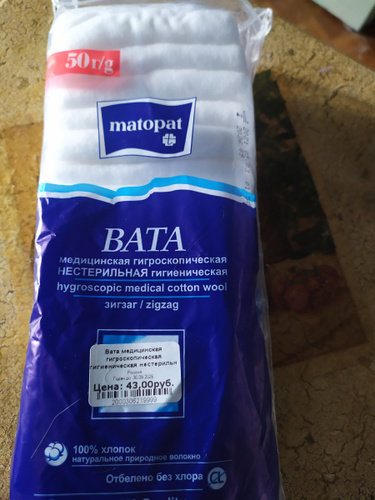 50 г/g
matopat
ВАТА
медицинская гигроскопическая
НЕСТЕРИЛЬНАЯ гигиеническая
hygroscopic medical cotton wool
зигзаг / zigzag
Вата медицинская
гигроскопическая
гигиеническая нестерильн
Россия
Цена: 43,00руб.
100% хлопок
натуральное природное волокно
Отбелено без хлора